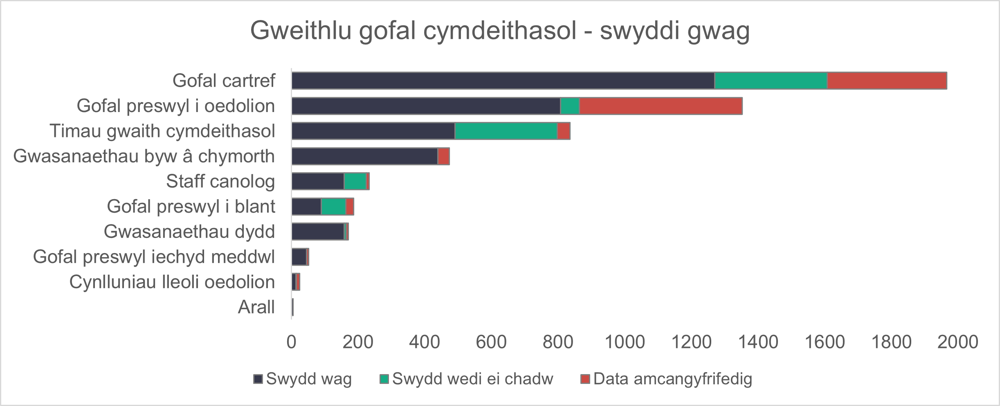 Gweithlu gofal cymdeithasol - swyddi gwag
Gofal cartref
Gofal preswyl i oedolion
Timau gwaith cymdeithasol
Gwasanaethau byw â chymorth
Staff canolog
Gofal preswyl i blant
Gwasanaethau dydd
Gofal preswyl iechyd meddwl
Cynlluniau lleoli oedolion
Arall
0 200 400 600 800 1000 1200 1400 1600 1800 2000
Swydd wag Swydd wedi ei chadw Data amcangyfrifedig